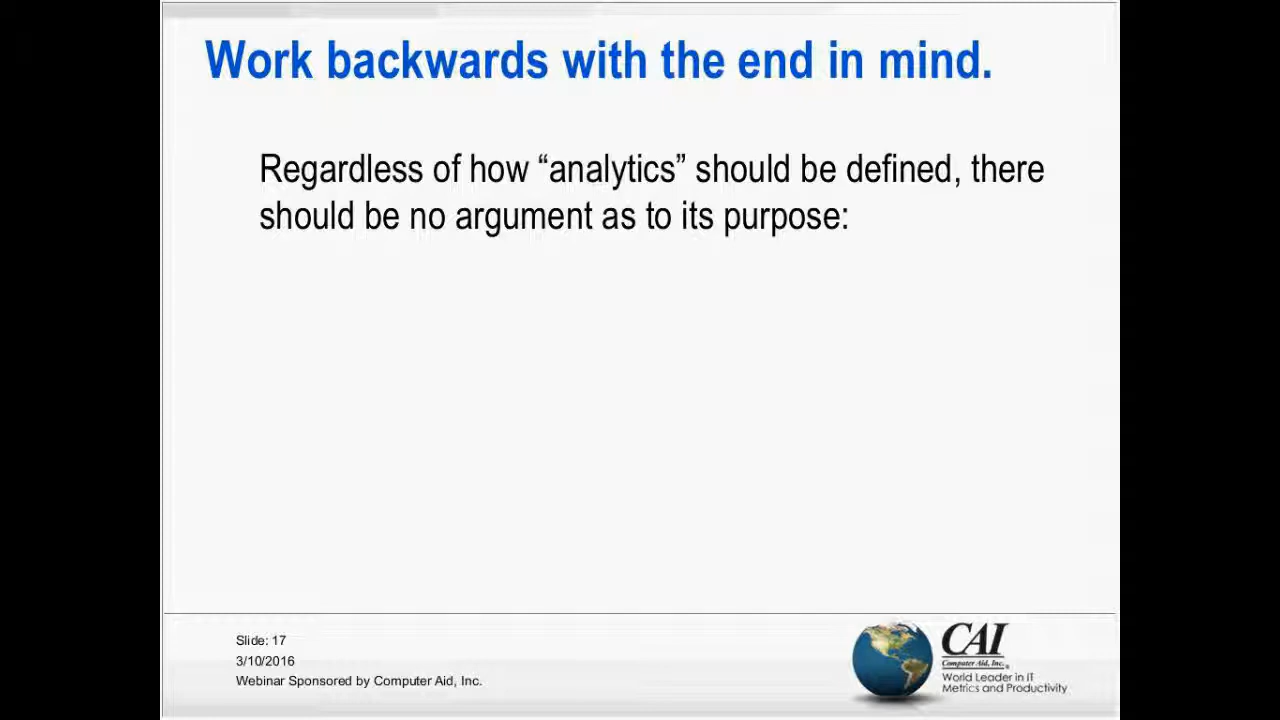 Work backwards with the end in mind.
Regardless of how “analytics” should be defined, there
should be no argument as to its purpose:
Slide: 17
3/10/2016
Webinar Sponsored by Computer Aid, Inc.
CAI
Computer Aid, Inc.®
World Leader in IT
Metrics and Productivity